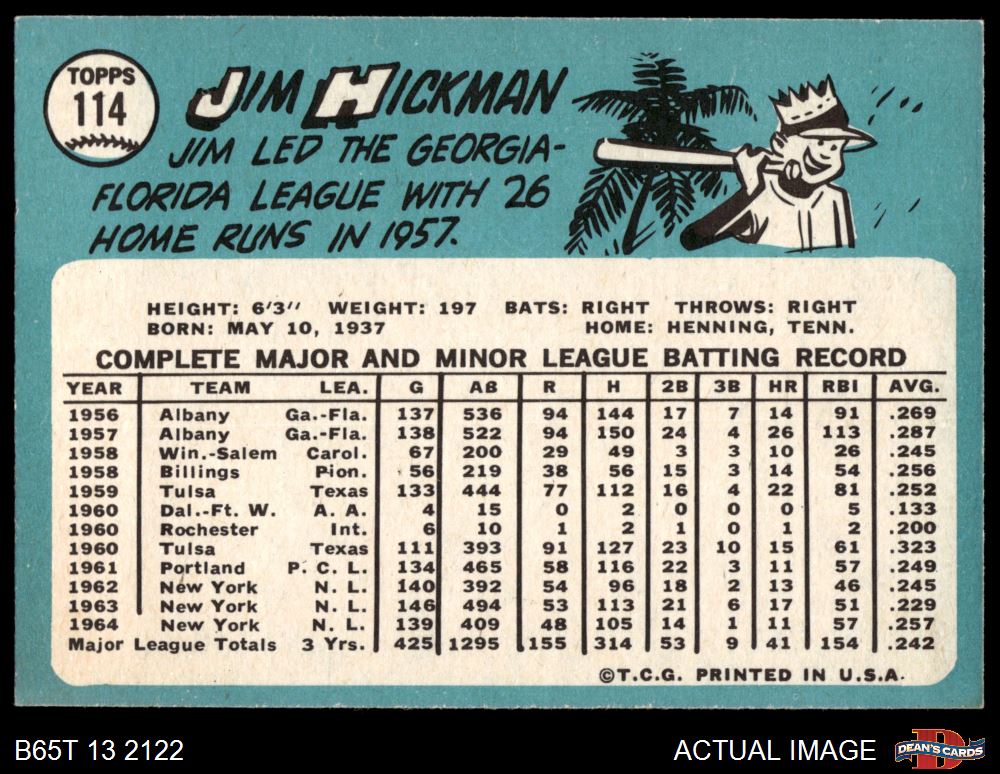 TOPPS
114
JIM HICKMAN
JIM LED THE GEORGIA-
FLORIDA LEAGUE WITH 26
HOME RUNS IN 1957.
HEIGHT: 6'3" WEIGHT: 197 BATS: RIGHT THROWS: RIGHT
BORN: MAY 10, 1937 HOME: HENNING, TENN.
COMPLETE MAJOR AND MINOR LEAGUE BATTING RECORD
YEAR TEAM LEA. G AB R H 2B 3B HR RBI AVG.
1956 Albany Ga.-Fla. 137 536 94 144 17 7 14 91 .269
1957 Albany Ga.-Fla. 138 522 94 150 24 4 26 113 .287
1958 Win.-Salem Carol. 67 200 29 49 3 3 10 26 .245
1958 Billings Pion. 56 219 38 56 15 3 14 54 .256
1959 Tulsa Texas 133 444 77 112 16 4 22 81 .252
1960 Dal.-Ft. W. A. A. 4 15 0 2 0 0 0 5 .133
1960 Rochester Int. 6 10 1 2 1 0 1 2 .200
1960 Tulsa Texas 111 393 91 127 23 10 15 61 .323
1961 Portland P. C. L. 134 465 58 116 22 3 11 57 .249
1962 New York N. L. 140 392 54 96 18 2 13 46 .245
1963 New York N. L. 146 494 53 113 21 6 17 51 .229
1964 New York N. L. 139 409 48 105 14 1 11 57 .257
Major League Totals 3 Yrs. 425 1295 155 314 53 9 41 154 .242
©T.C.G. PRINTED IN U.S.A.
B65T 13 2122 ACTUAL IMAGE D DEAN'S CARDS